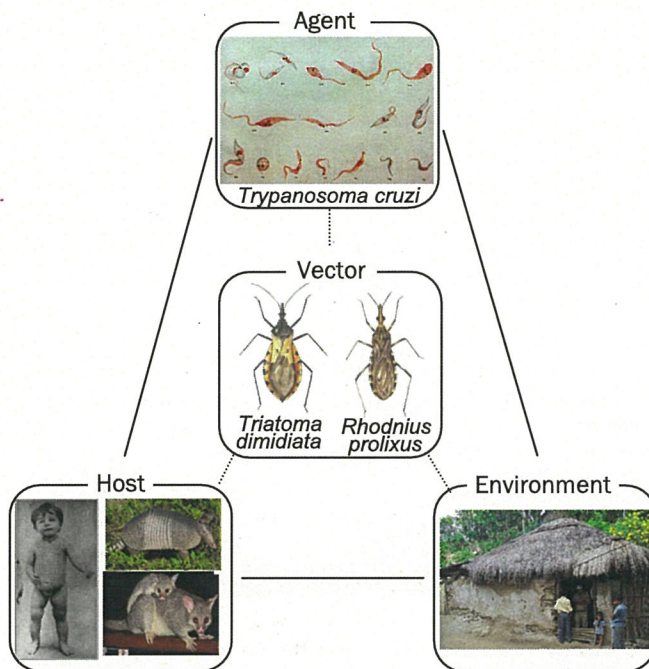 Agent
Trypanosoma cruzi
Vector
Triatoma
dimidiata
Rhodnius
prolixus
Host
Environment